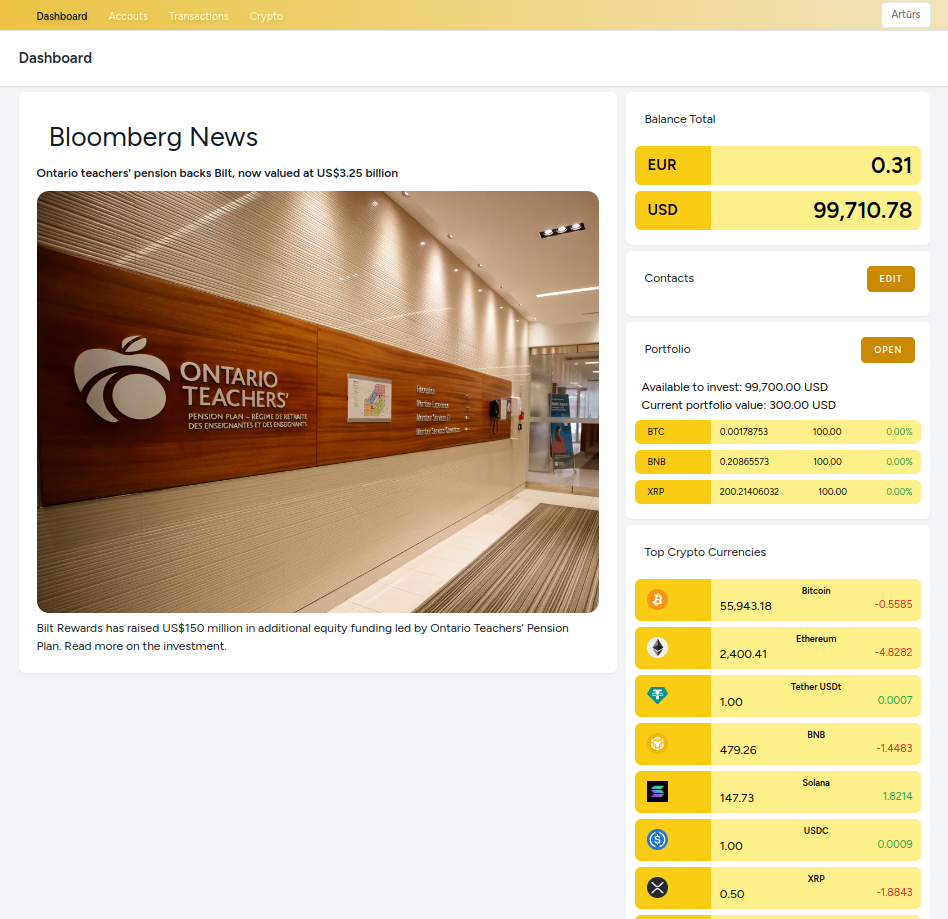 Dashboard Accouts Transactions Crypto Artūrs
Dashboard
Bloomberg News
Ontario teachers' pension backs Bilt, now valued at US$3.25 billion
ONTARIO
TEACHERS'
PENSION PLAN – RÉGIME DE RETRAITE
DES ENSEIGNANTES ET DES ENSEIGNANTS
Reception
Member Experience
Bilt Rewards has raised US$150 million in additional equity funding led by Ontario Teachers’ Pension
Plan. Read more on the investment.
Balance Total
EUR 0.31
USD 99,710.78
Contacts EDIT
Portfolio OPEN
Available to invest: 99,700.00 USD
Current portfolio value: 300.00 USD
BTC 0.00178753 100.00 0.00%
BNB 0.20865573 100.00 0.00%
XRP 200.21406032 100.00 0.00%
Top Crypto Currencies
Bitcoin
55,943.18 -0.5585
Ethereum
2,400.41 -4.8282
Tether USDt
1.00 0.0007
BNB
479.26 -1.4483
Solana
147.73 1.8214
USDC
1.00 0.0009
XRP
0.50 -1.8843